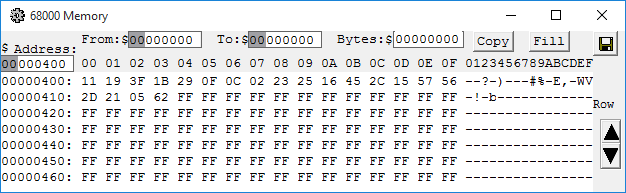 68000 Memory
From:$00000000 To:$00000000 Bytes:$00000000 Copy Fill
$ Address:
00000400 00 01 02 03 04 05 06 07 08 09 0A 0B 0C 0D 0E 0F 0123456789ABCDEF
00000400: 11 19 3F 1B 29 0F 0C 02 23 25 16 45 2C 15 57 56 --?-)---#%-E,-WV
00000410: 2D 21 05 62 FF FF FF FF FF FF FF FF FF FF FF FF -!-b------------
00000420: FF FF FF FF FF FF FF FF FF FF FF FF FF FF FF FF ----------------
Row
00000430: FF FF FF FF FF FF FF FF FF FF FF FF FF FF FF FF ----------------
00000440: FF FF FF FF FF FF FF FF FF FF FF FF FF FF FF FF ----------------
00000450: FF FF FF FF FF FF FF FF FF FF FF FF FF FF FF FF ----------------
00000460: FF FF FF FF FF FF FF FF FF FF FF FF FF FF FF FF ----------------